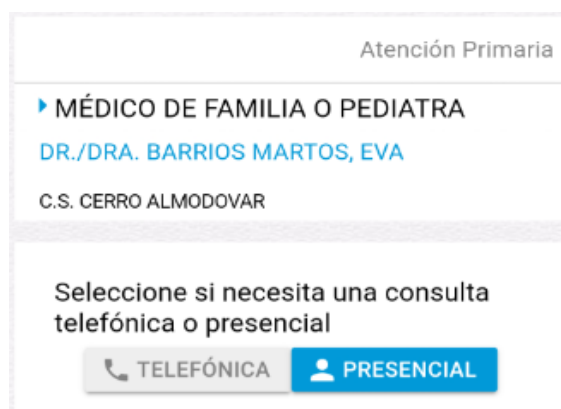 Atención Primaria
MÉDICO DE FAMILIA O PEDIATRA
DR./DRA. BARRIOS MARTOS, EVA
C.S. CERRO ALMODOVAR
Seleccione si necesita una consulta
telefónica o presencial
TELEFÓNICA PRESENCIAL